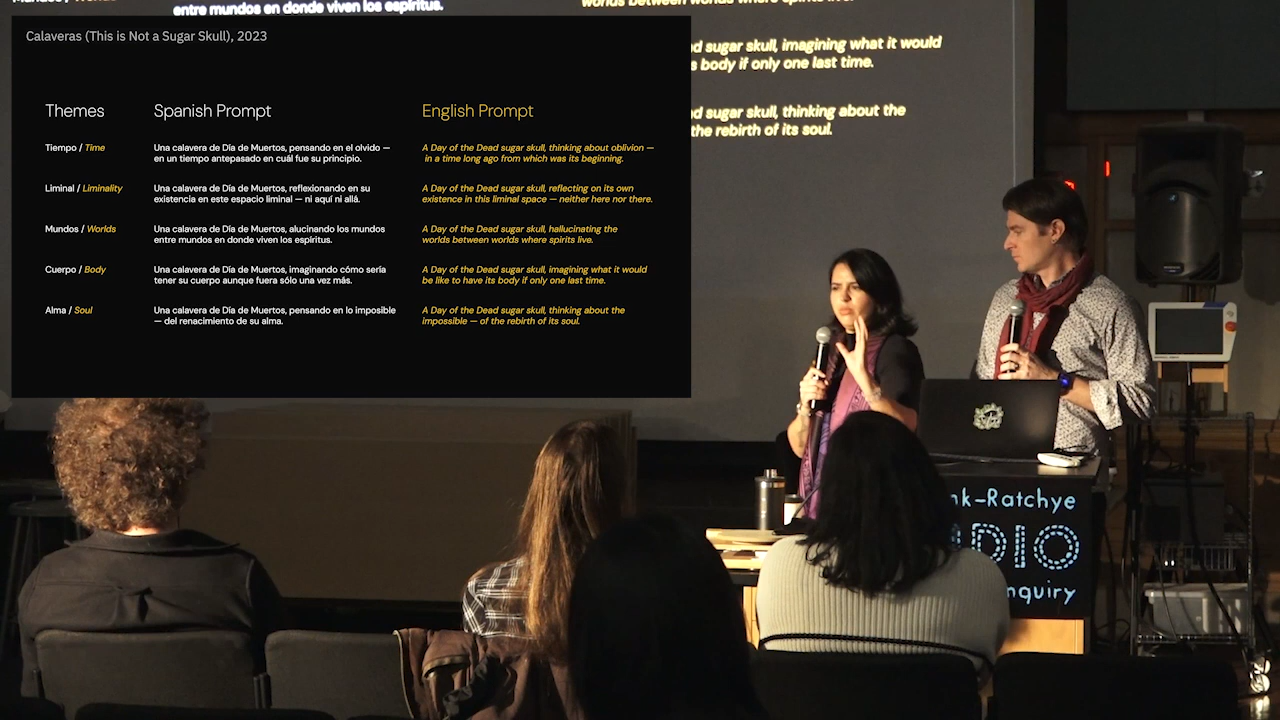 entre mundos en donde viven los espíritus.
worlds between worlds where spirits live.
Calaveras (This is Not a Sugar Skull), 2023
d sugar skull, imagining what it would
s body if only one last time.
d sugar skull, thinking about the
the rebirth of its soul.
Themes Spanish Prompt English Prompt
Tiempo / Time
Una calavera de Día de Muertos, pensando en el olvido —
en un tiempo antepasado en cuál fue su principio.
A Day of the Dead sugar skull, thinking about oblivion —
in a time long ago from which was its beginning.
Liminal / Liminality
Una calavera de Día de Muertos, reflexionando en su
existencia en este espacio liminal — ni aquí ni allá.
A Day of the Dead sugar skull, reflecting on its own
existence in this liminal space — neither here nor there.
Mundos / Worlds
Una calavera de Día de Muertos, alucinando los mundos
entre mundos en donde viven los espíritus.
A Day of the Dead sugar skull, hallucinating the
worlds between worlds where spirits live.
Cuerpo / Body
Una calavera de Día de Muertos, imaginando cómo sería
tener su cuerpo aunque fuera sólo una vez más.
A Day of the Dead sugar skull, imagining what it would
be like to have its body if only one last time.
Alma / Soul
Una calavera de Día de Muertos, pensando en lo imposible
— del renacimiento de su alma.
A Day of the Dead sugar skull, thinking about the
impossible — of the rebirth of its soul.
nk-Ratchye
DIO
nquiry